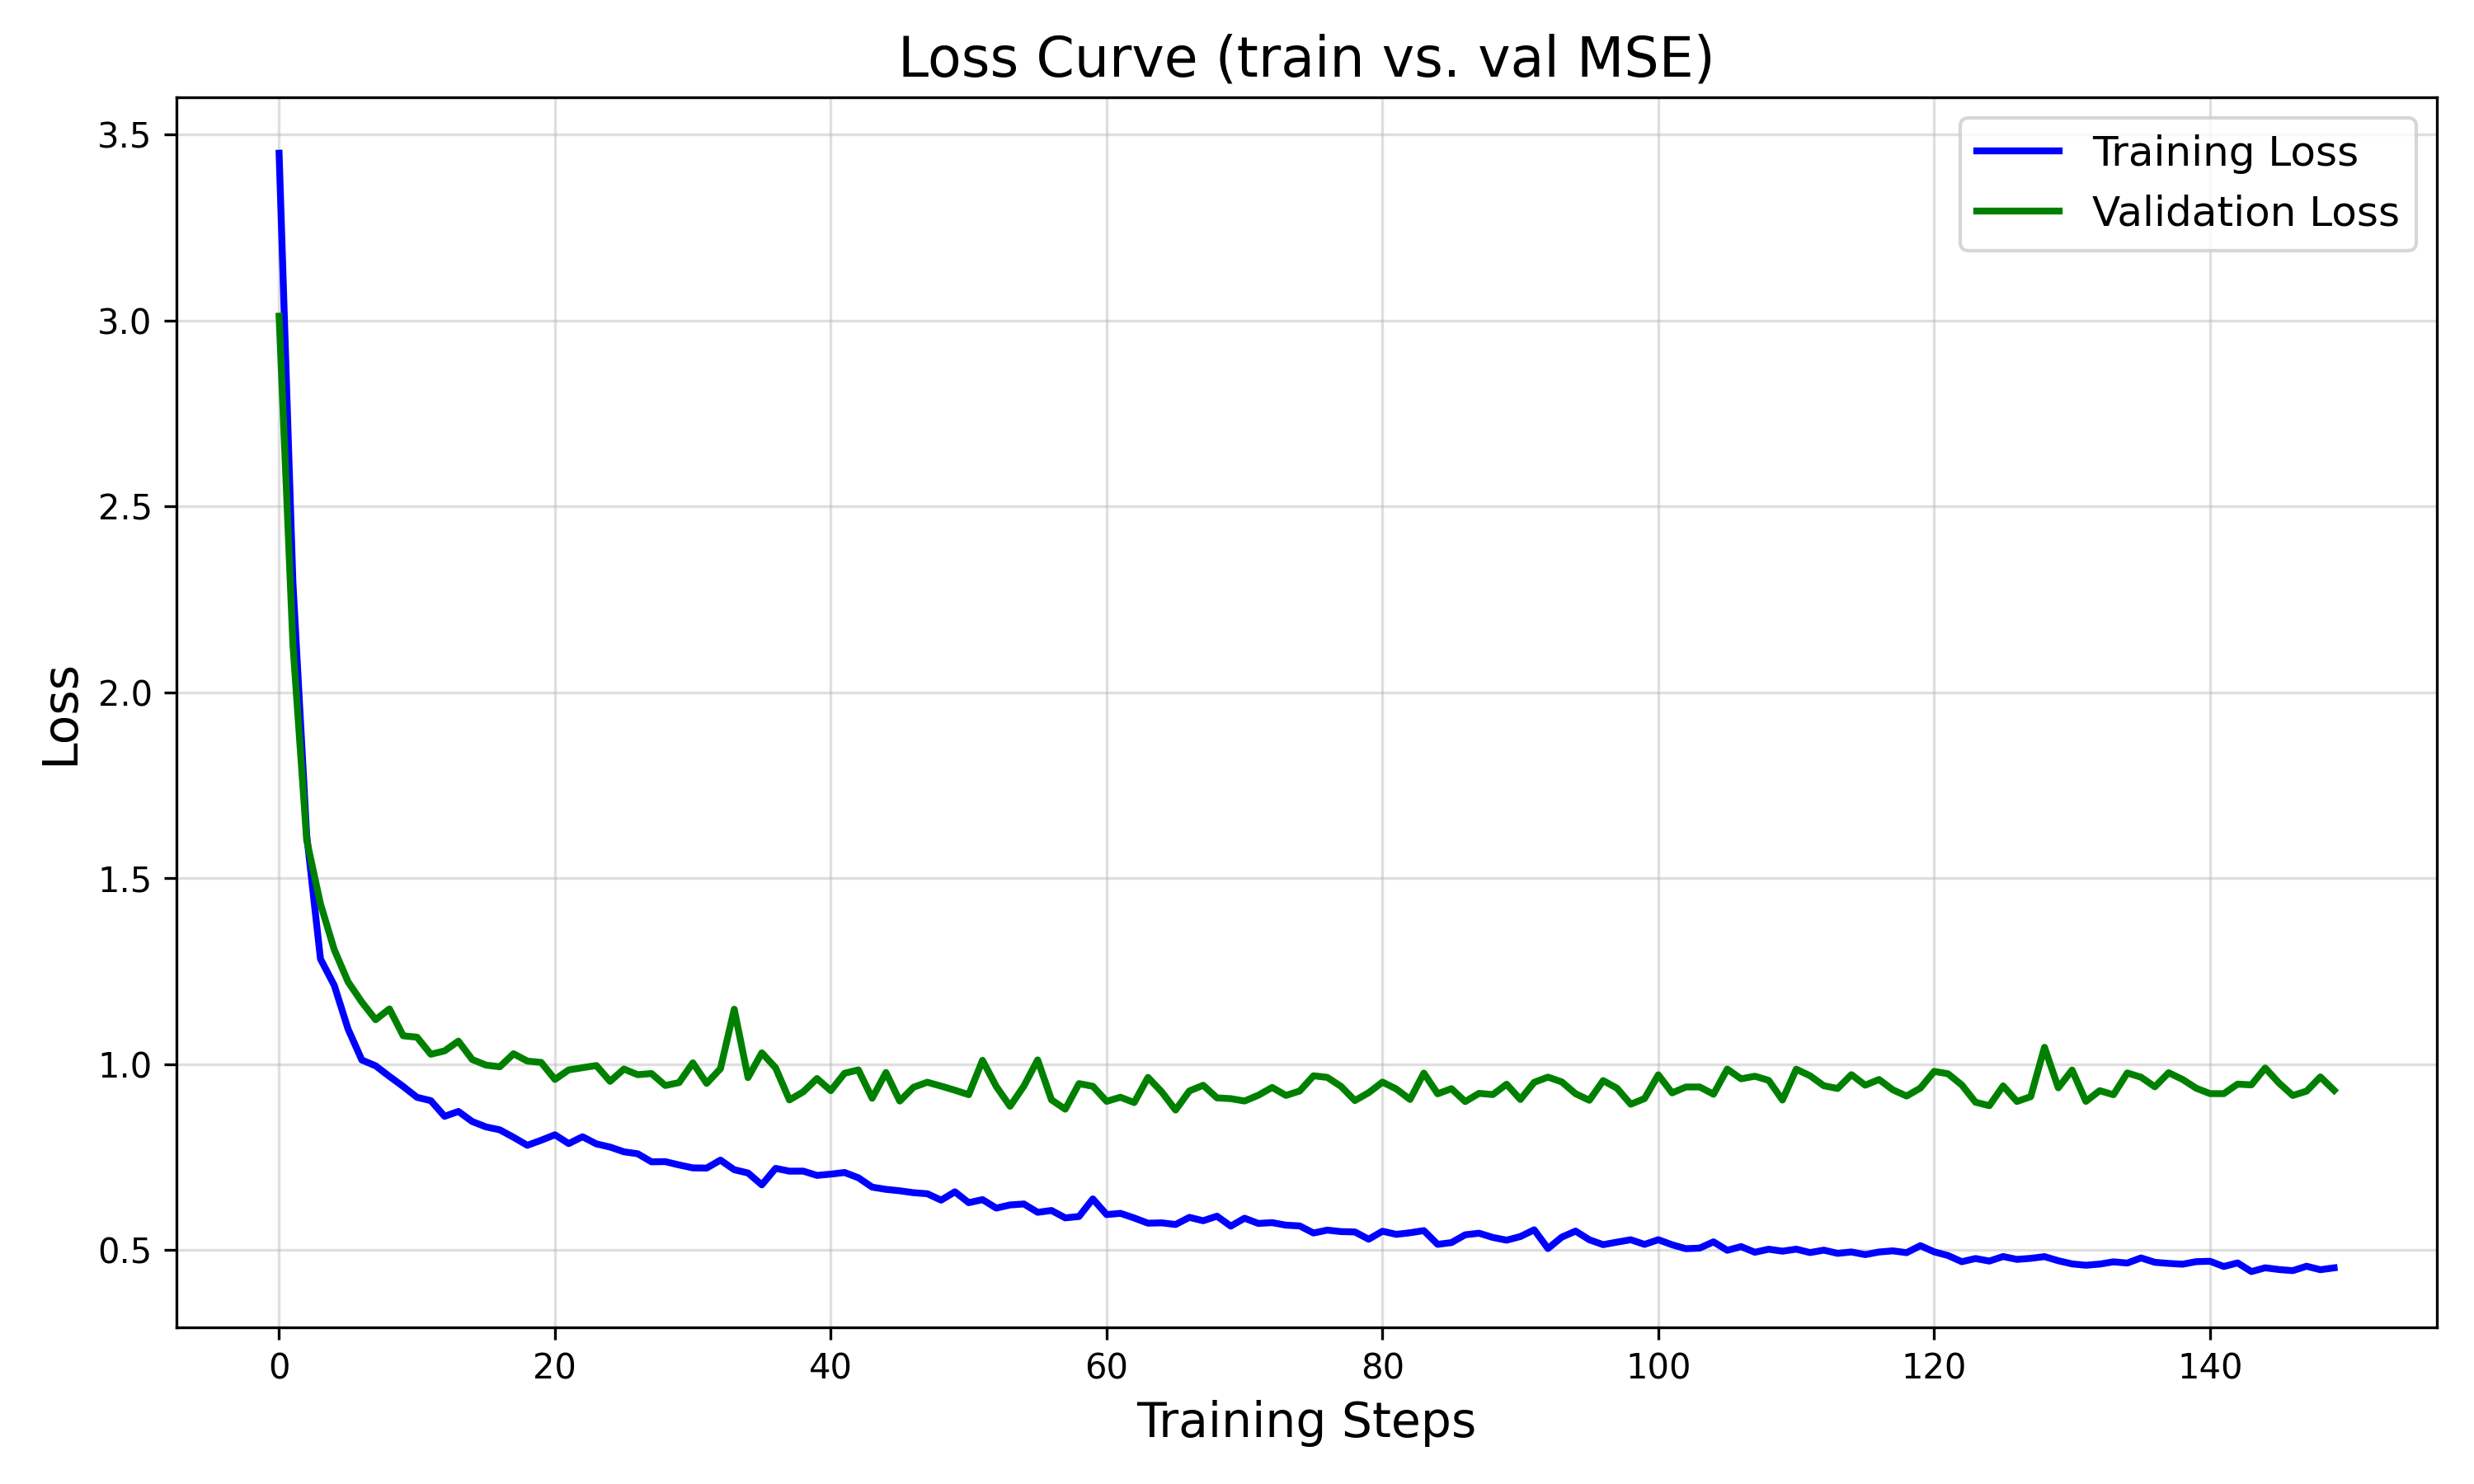 Loss Curve (train vs. val MSE)
Training Loss
Validation Loss
3.5
3.0
2.5
2.0
1.5
1.0
0.5
Loss
0 20 40 60 80 100 120 140
Training Steps